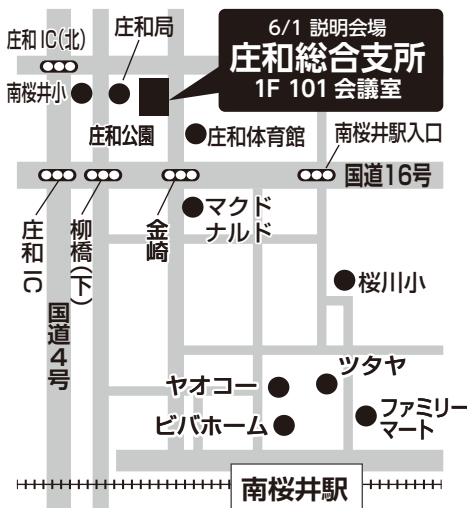 庄和IC(北)
庄和局
6/1 説明会場
庄和総合支所
1F 101 会議室
南桜井小
庄和公園
庄和体育館
南桜井駅入口
国道16号
庄和IC
柳橋(下)
金崎
マクド
ナルド
国道4号
桜川小
ヤオコー
ツタヤ
ビバホーム
ファミリー
マート
南桜井駅